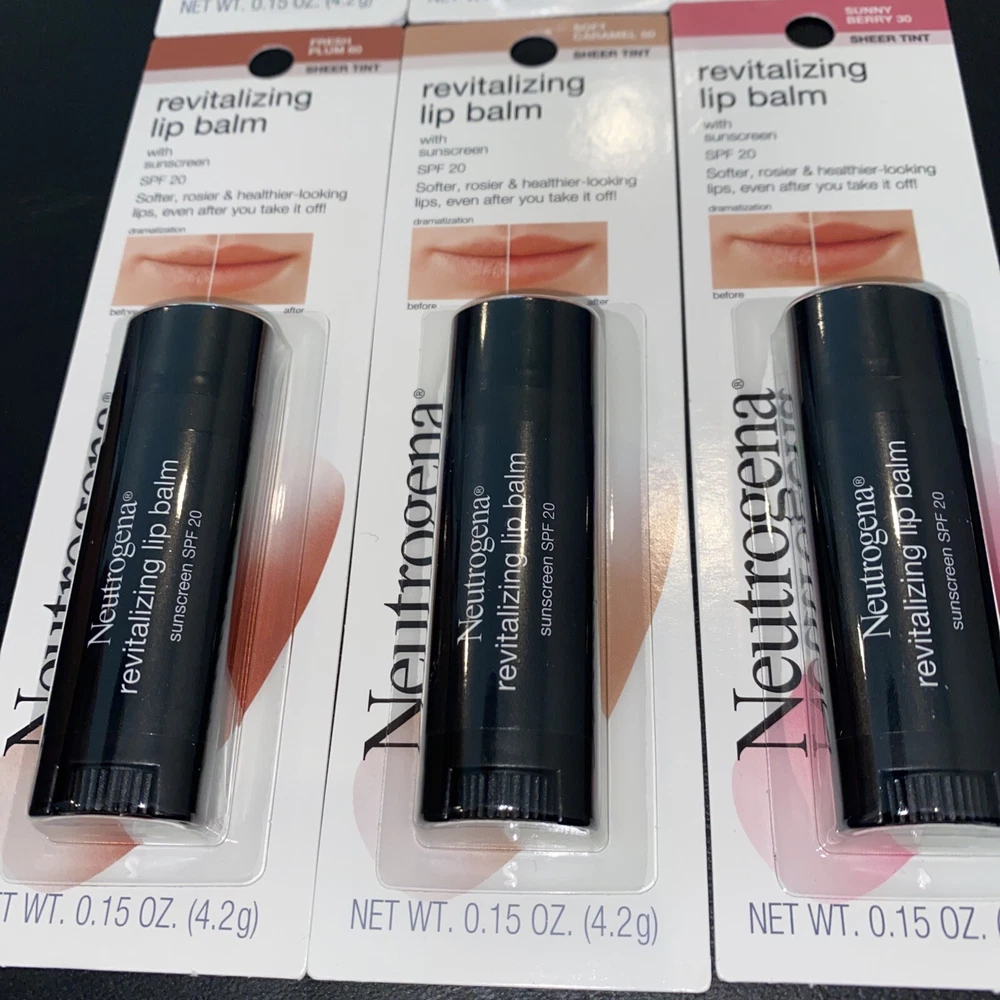 NET WT. 0.15 OZ. (4.2g)
FRESH
PLUM 60
SHEER TINT
revitalizing
lip balm
with
sunscreen
SPF 20
Softer, rosier & healthier-looking
lips, even after you take it off!
dramatization
before
after
Neutrogena®
Neutrogena®
revitalizing lip balm
sunscreen SPF 20
T WT. 0.15 OZ. (4.2g)
SOFT
CARAMEL 50
SHEER TINT
revitalizing
lip balm
with
sunscreen
SPF 20
Softer, rosier & healthier-looking
lips, even after you take it off!
dramatization
before
after
Neutrogena®
Neutrogena®
revitalizing lip balm
sunscreen SPF 20
NET WT. 0.15 OZ. (4.2g)
SUNNY
BERRY 30
SHEER TINT
revitalizing
lip balm
with
sunscreen
SPF 20
Softer, rosier & healthier-looking
lips, even after you take it off!
dramatization
before
Neutrogena®
Neutrogena®
revitalizing lip balm
sunscreen SPF 20
NET WT. 0.15 OZ. (